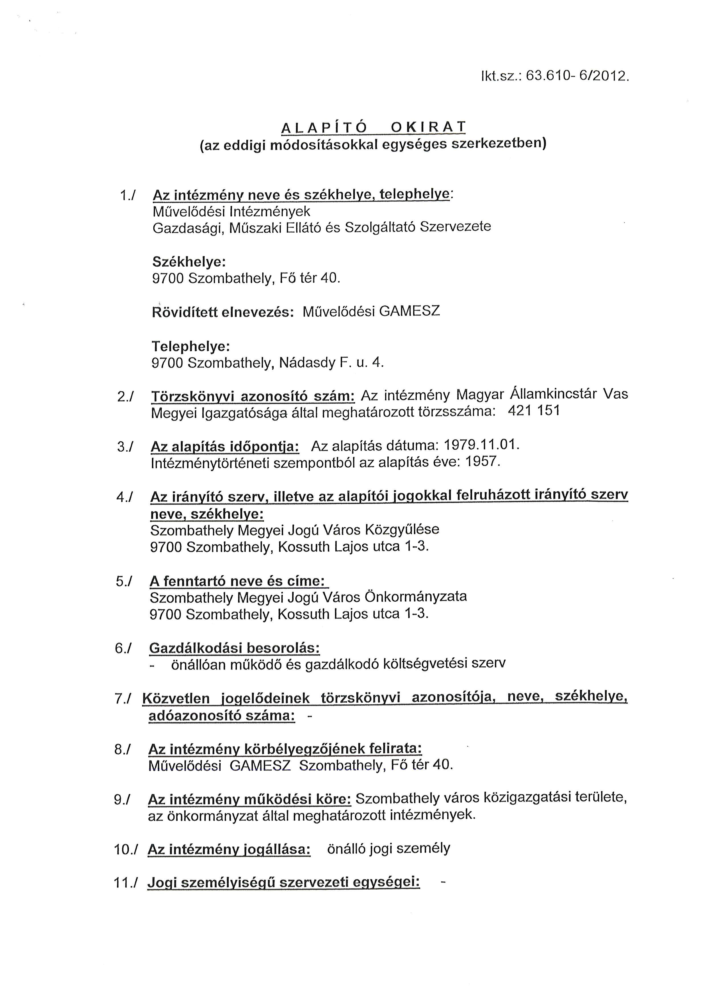 Ikt.sz.: 63.610- 6/2012.
ALAPÍTÓ OKIRAT
(az eddigi módosításokkal egységes szerkezetben)
1./ Az intézmény neve és székhelye, telephelye:
Művelődési Intézmények
Gazdasági, Műszaki Ellátó és Szolgáltató Szervezete
Székhelye:
9700 Szombathely, Fő tér 40.
Rövidített elnevezés: Művelődési GAMESZ
Telephelye:
9700 Szombathely, Nádasdy F. u. 4.
2./ Törzskönyvi azonosító szám: Az intézmény Magyar Államkincstár Vas
Megyei Igazgatósága által meghatározott törzsszáma: 421 151
3./ Az alapítás időpontja: Az alapítás dátuma: 1979.11.01.
Intézménytörténeti szempontból az alapítás éve: 1957.
4./ Az irányító szerv, illetve az alapítói jogokkal felruházott irányító szerv
neve, székhelye:
Szombathely Megyei Jogú Város Közgyűlése
9700 Szombathely, Kossuth Lajos utca 1-3.
5./ A fenntartó neve és címe:
Szombathely Megyei Jogú Város Önkormányzata
9700 Szombathely, Kossuth Lajos utca 1-3.
6./ Gazdálkodási besorolás:
- önállóan működő és gazdálkodó költségvetési szerv
7./ Közvetlen jogelődeinek törzskönyvi azonosítója, neve, székhelye,
adóazonosító száma: -
8./ Az intézmény körbélyegzőjének felirata:
Művelődési GAMESZ Szombathely, Fő tér 40.
9./ Az intézmény működési köre: Szombathely város közigazgatási területe,
az önkormányzat által meghatározott intézmények.
10./ Az intézmény jogállása: önálló jogi személy
11./ Jogi személyiségű szervezeti egységei: -